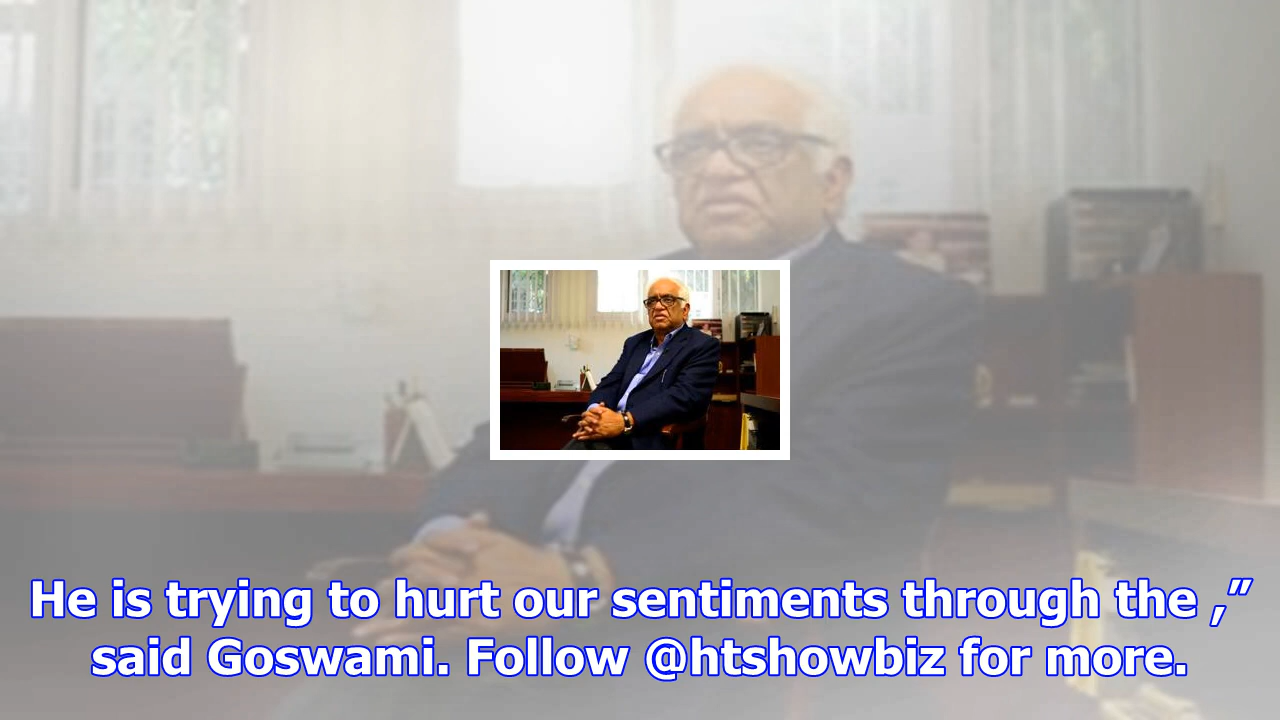 He is trying to hurt our sentiments through the ,”
said Goswami. Follow @htshowbiz for more.